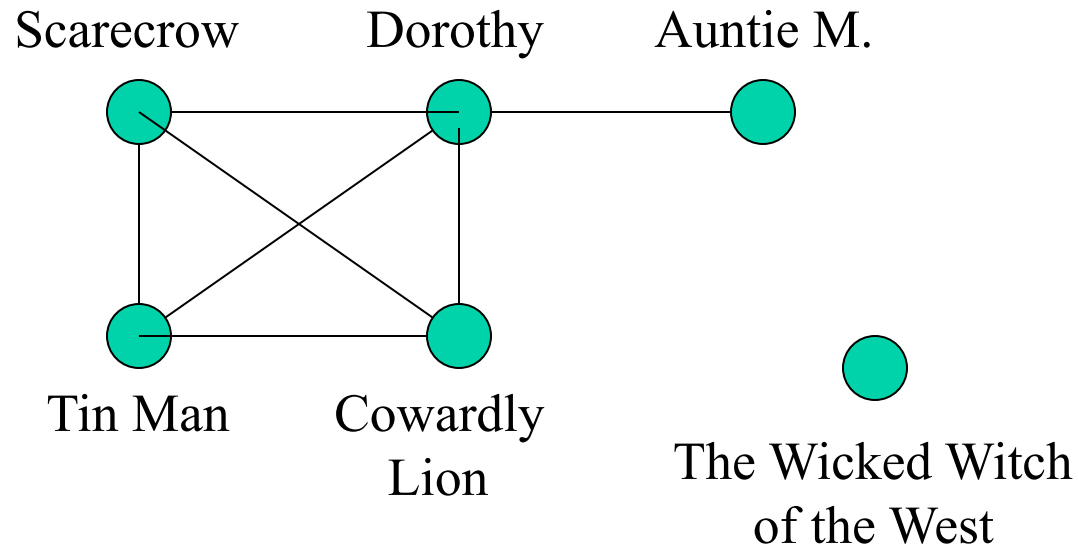 Scarecrow
Dorothy
Auntie M.
Tin Man
Cowardly
Lion
The Wicked Witch
of the West